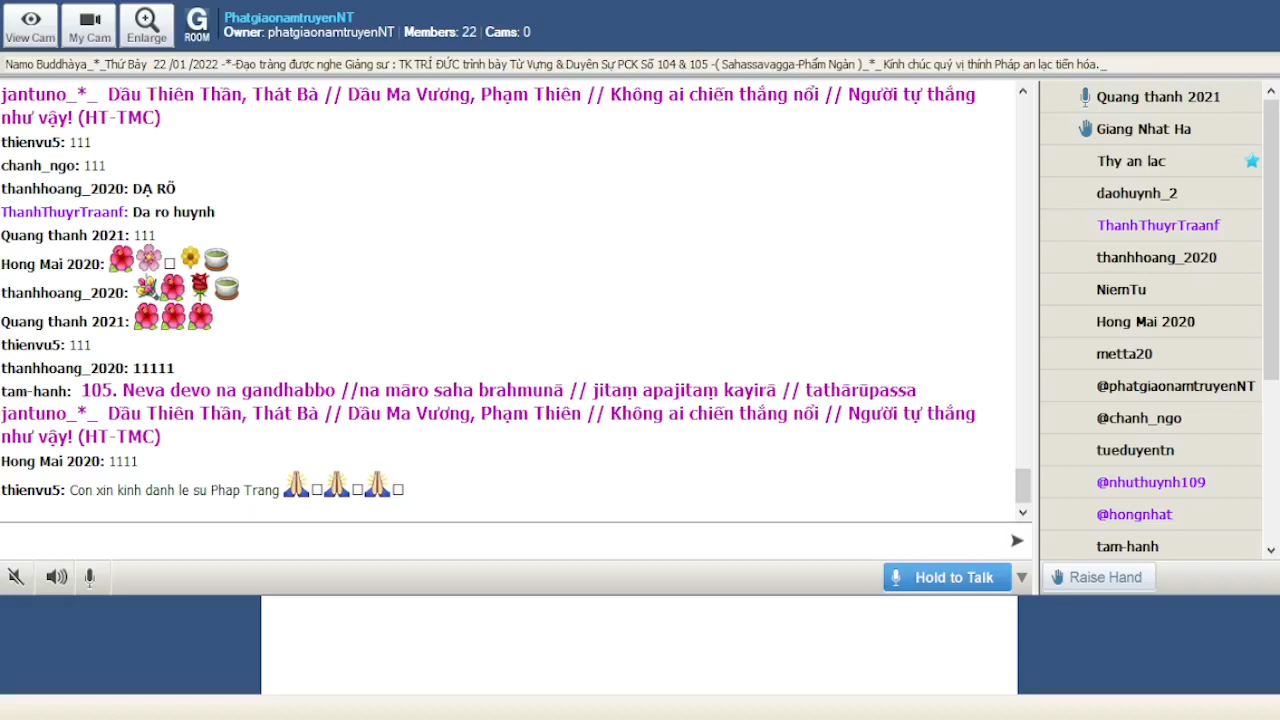 View Cam
My Cam
Enlarge
G
ROOM
PhatgiaonamtruyenNT
Owner: phatgiaonamtruyenNT | Members: 22 | Cams: 0
Namo Buddhàya_*_Thứ Bảy 22 /01 /2022 -*-Đạo tràng được nghe Giảng sư : TK TRÍ ĐỨC trình bày Từ Vựng & Duyên Sự PCK Số 104 & 105 -( Sahassavagga-Phẩm Ngàn )_*_ Kính chúc quý vị thính Pháp an lạc tiến hóa._
jantuno_*_ Dầu Thiên Thần, Thát Bà // Dầu Ma Vương, Phạm Thiên // Không ai chiến thắng nổi // Người tự thắng
như vậy! (HT-TMC)
thienvu5: 111
chanh_ngo: 111
thanhhoang_2020: DẠ RÕ
ThanhThuyrTraanf: Da ro huynh
Quang thanh 2021: 111
Hong Mai 2020:
thanhhoang_2020:
Quang thanh 2021:
thienvu5: 111
thanhhoang_2020: 11111
tam-hanh: 105. Neva devo na gandhabbo //na māro saha brahmunā // jitaṃ apajitaṃ kayirā // tathārūpassa
jantuno_*_ Dầu Thiên Thần, Thát Bà // Dầu Ma Vương, Phạm Thiên // Không ai chiến thắng nổi // Người tự thắng
như vậy! (HT-TMC)
Hong Mai 2020: 1111
thienvu5: Con xin kinh danh le su Phap Trang
Hold to Talk
Quang thanh 2021
Giang Nhat Ha
Thy an lac
daohuynh_2
ThanhThuyrTraanf
thanhhoang_2020
NiemTu
Hong Mai 2020
metta20
@phatgiaonamtruyenNT
@chanh_ngo
tueduyentn
@nhuthuynh109
@hongnhat
tam-hanh
Raise Hand